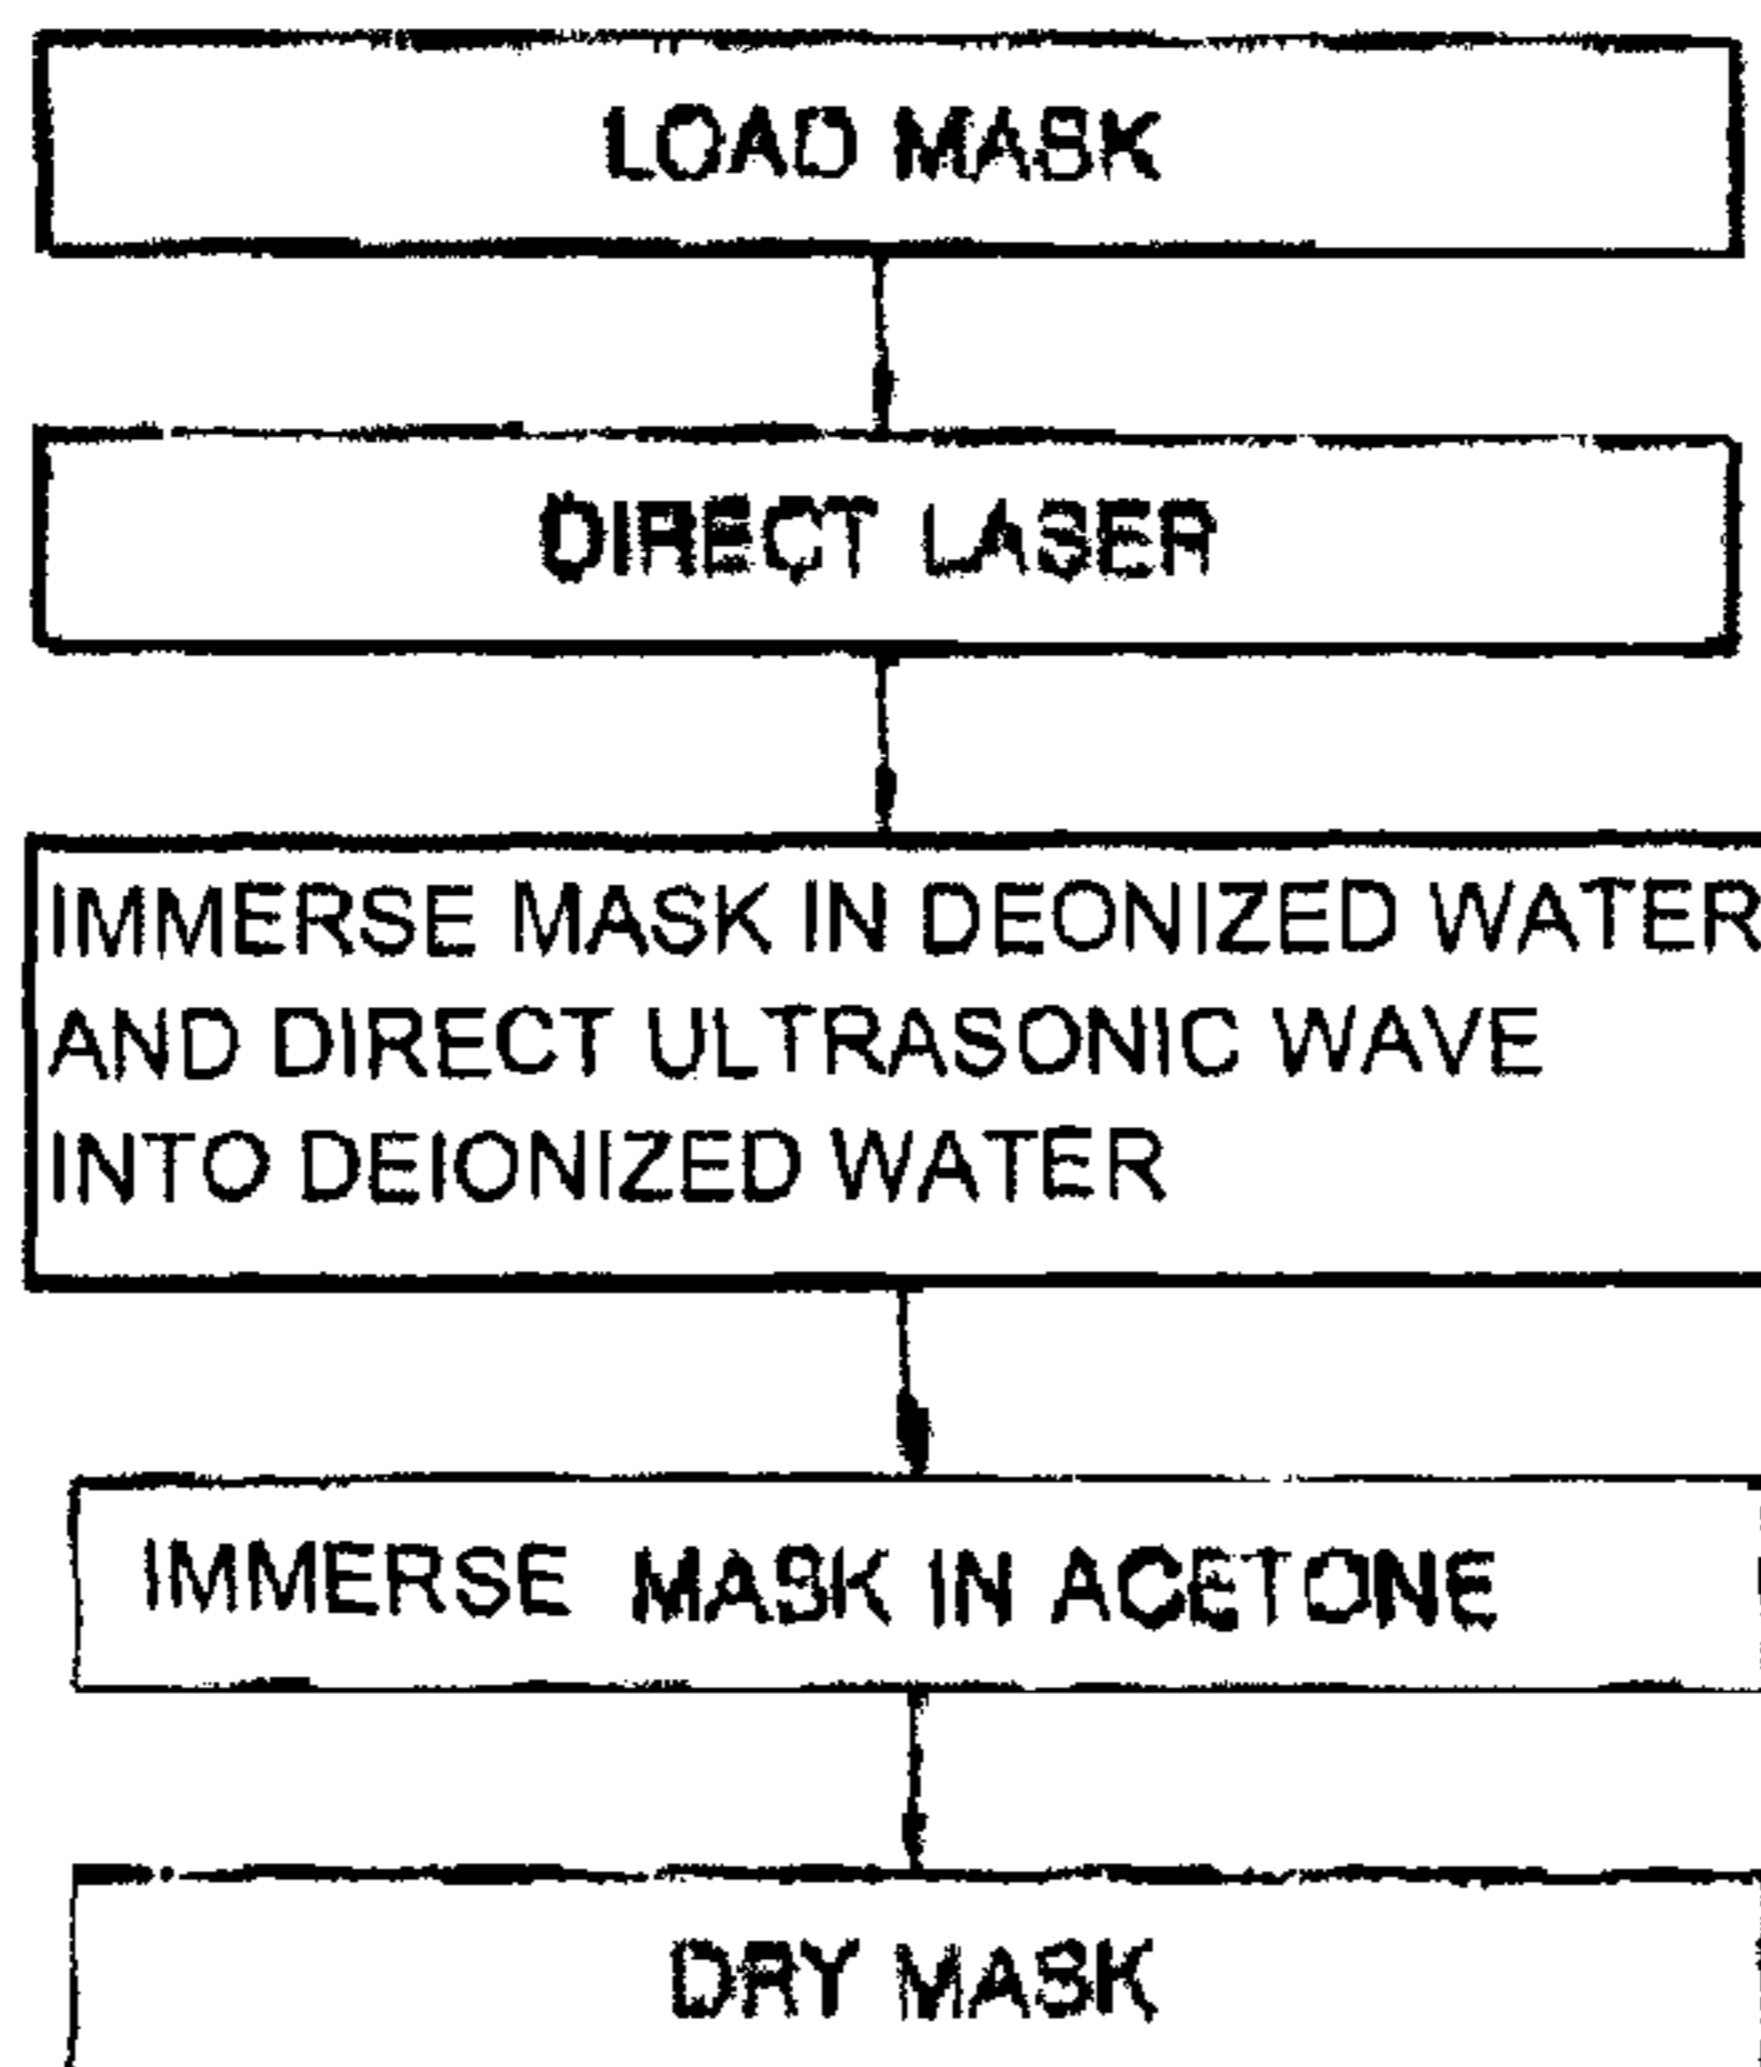 LOAD MASK
DIRECT LASER
IMMERSE MASK IN DEONIZED WATER
AND DIRECT ULTRASONIC WAVE
INTO DEIONIZED WATER
IMMERSE MASK IN ACETONE
DRY MASK